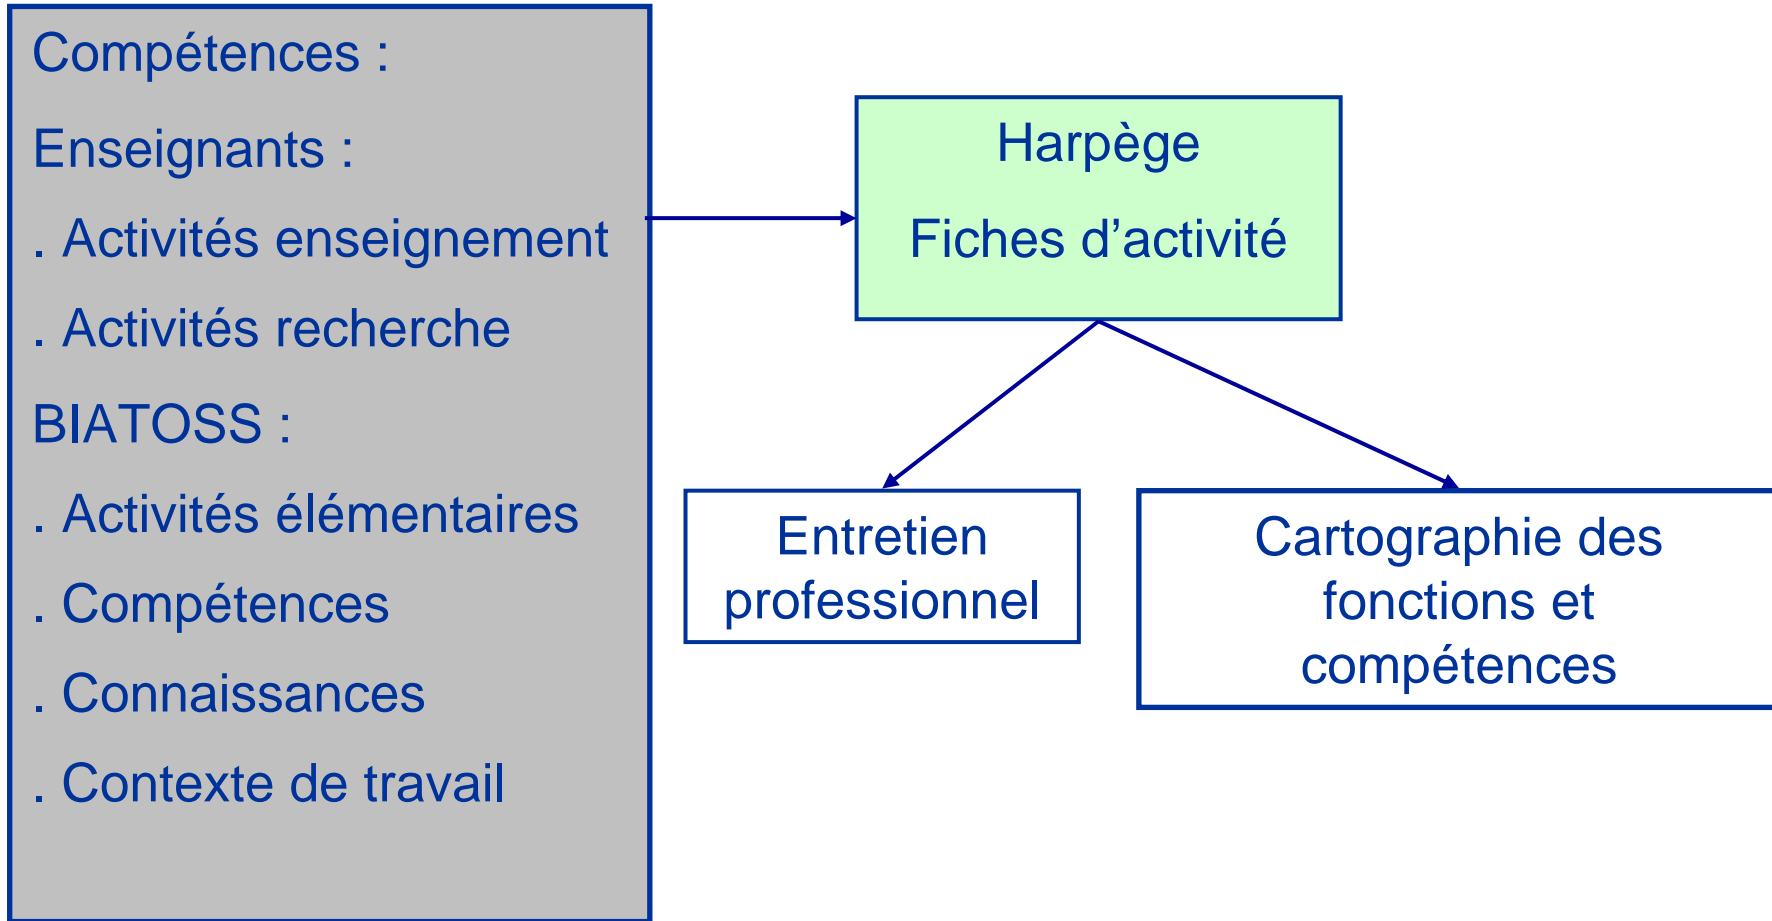 Compétences :
Enseignants :
. Activités enseignement
. Activités recherche
BIATOSS :
. Activités élémentaires
. Compétences
. Connaissances
. Contexte de travail
Harpège
Fiches d’activité
Entretien
professionnel
Cartographie des
fonctions et
compétences